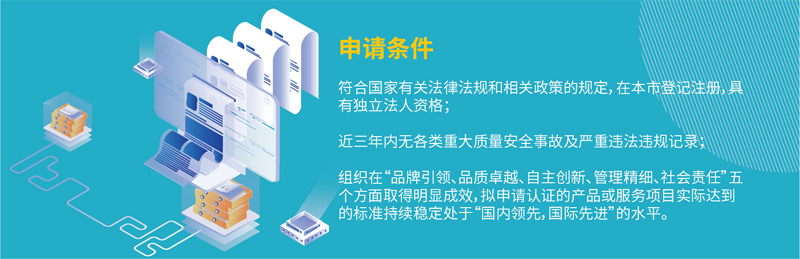 申请条件
符合国家有关法律法规和相关政策的规定，在本市登记注册，具
有独立法人资格；
近三年内无各类重大质量安全事故及严重违法违规记录；
组织在“品牌引领、品质卓越、自主创新、管理精细、社会责任”五
个方面取得明显成效，拟申请认证的产品或服务项目实际达到
的标准持续稳定处于“国内领先，国际先进”的水平。